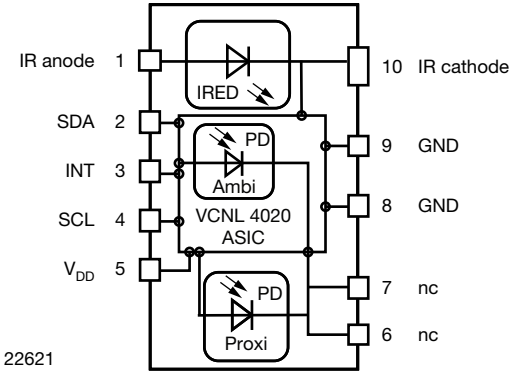 IR anode 1
10 IR cathode
IRED
SDA 2
PD
9 GND
INT 3
Ambi
SCL 4
VCNL 4020
ASIC
8 GND
VDD 5
PD
7 nc
Proxi
6 nc
22621